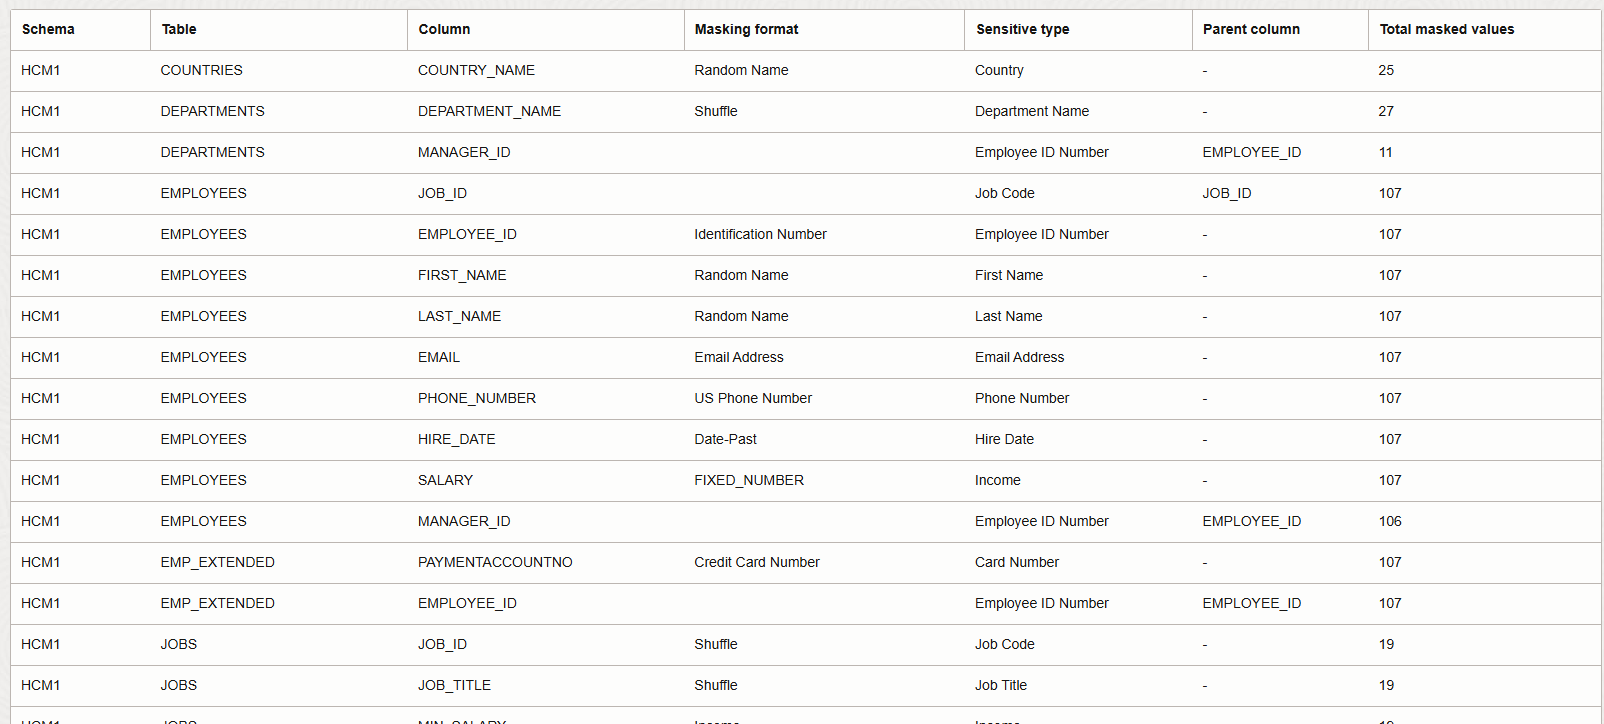 Schema Table Column Masking format Sensitive type Parent column Total masked values
HCM1 COUNTRIES COUNTRY_NAME Random Name Country - 25
HCM1 DEPARTMENTS DEPARTMENT_NAME Shuffle Department Name - 27
HCM1 DEPARTMENTS MANAGER_ID Employee ID Number EMPLOYEE_ID 11
HCM1 EMPLOYEES JOB_ID Job Code JOB_ID 107
HCM1 EMPLOYEES EMPLOYEE_ID Identification Number Employee ID Number - 107
HCM1 EMPLOYEES FIRST_NAME Random Name First Name - 107
HCM1 EMPLOYEES LAST_NAME Random Name Last Name - 107
HCM1 EMPLOYEES EMAIL Email Address Email Address - 107
HCM1 EMPLOYEES PHONE_NUMBER US Phone Number Phone Number - 107
HCM1 EMPLOYEES HIRE_DATE Date-Past Hire Date - 107
HCM1 EMPLOYEES SALARY FIXED_NUMBER Income - 107
HCM1 EMPLOYEES MANAGER_ID Employee ID Number EMPLOYEE_ID 106
HCM1 EMP_EXTENDED PAYMENTACCOUNTNO Credit Card Number Card Number - 107
HCM1 EMP_EXTENDED EMPLOYEE_ID Employee ID Number EMPLOYEE_ID 107
HCM1 JOBS JOB_ID Shuffle Job Code - 19
HCM1 JOBS JOB_TITLE Shuffle Job Title - 19
HCM1 JOBS MIN_SALARY Income Income 19